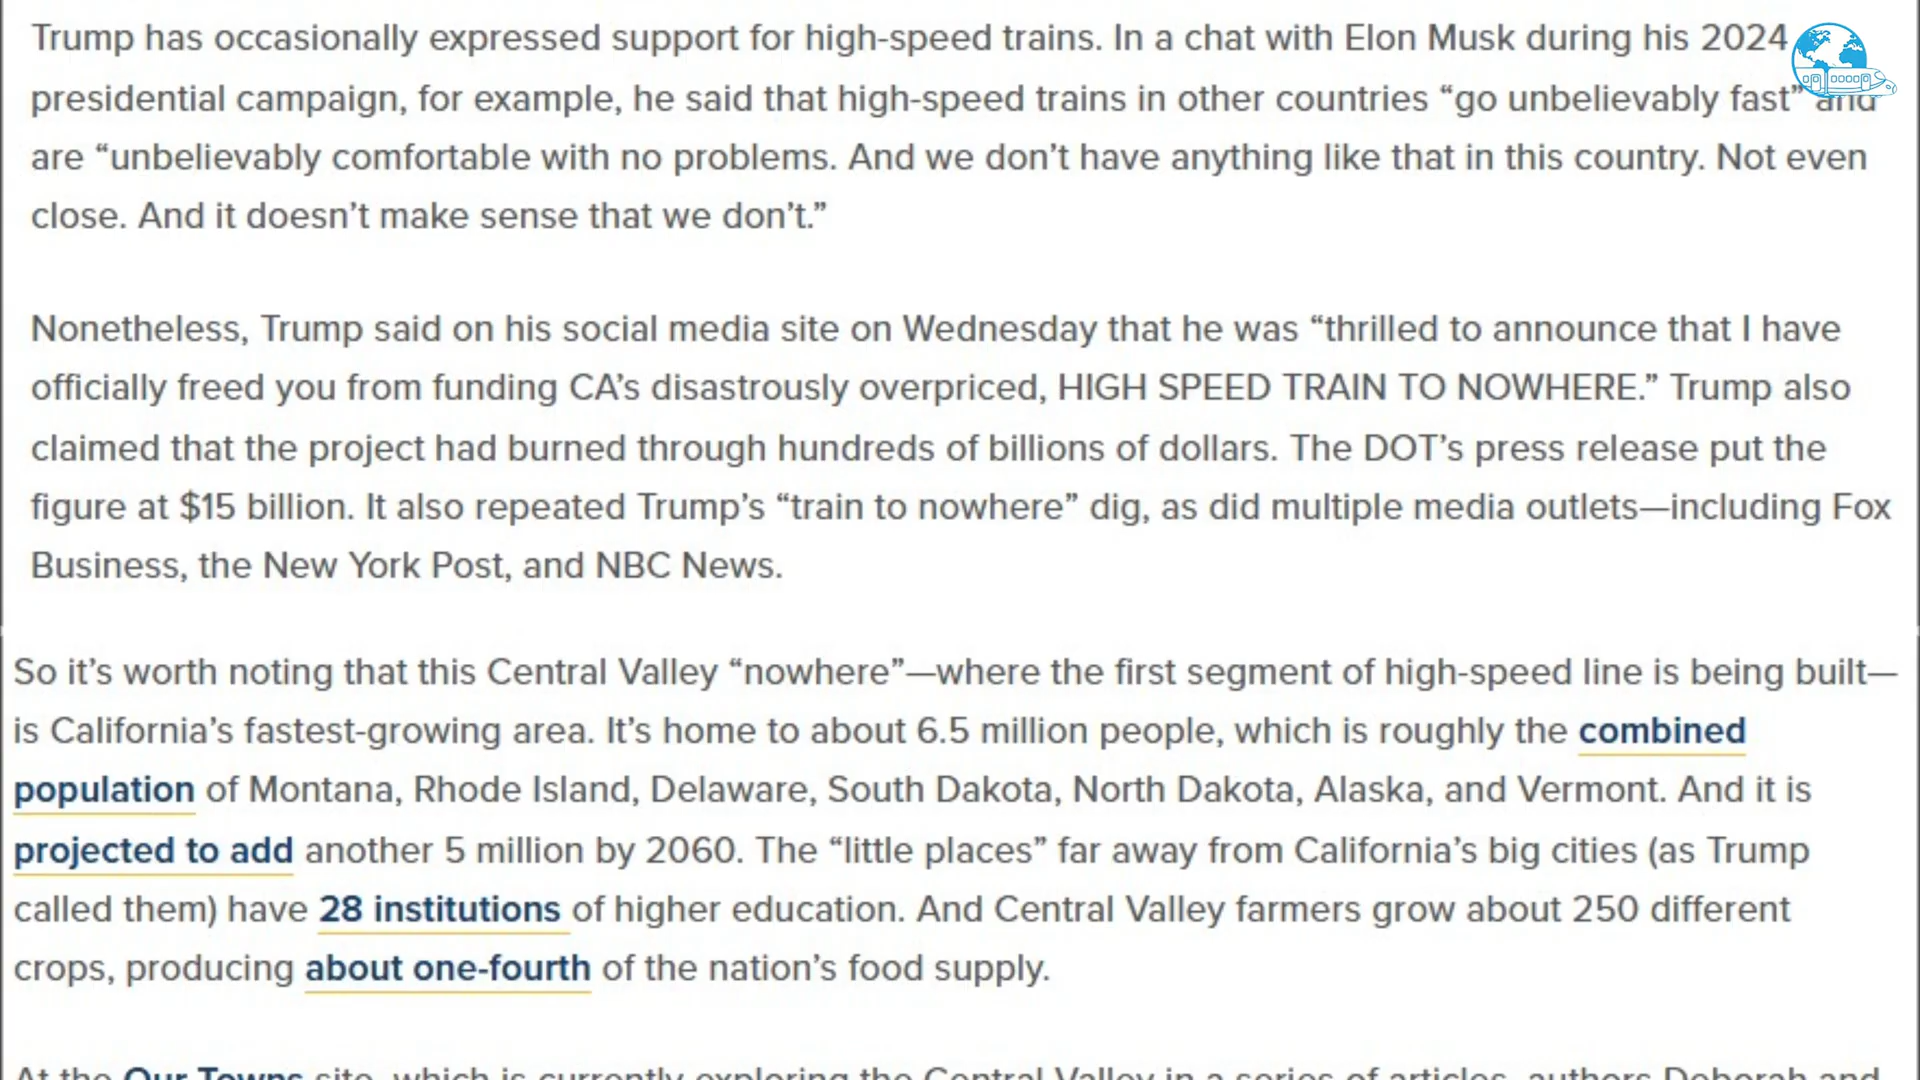 Trump has occasionally expressed support for high-speed trains. In a chat with Elon Musk during his 2024
presidential campaign, for example, he said that high-speed trains in other countries “go unbelievably fast” and
are “unbelievably comfortable with no problems. And we don’t have anything like that in this country. Not even
close. And it doesn’t make sense that we don’t.”
Nonetheless, Trump said on his social media site on Wednesday that he was “thrilled to announce that I have
officially freed you from funding CA’s disastrously overpriced, HIGH SPEED TRAIN TO NOWHERE.” Trump also
claimed that the project had burned through hundreds of billions of dollars. The DOT’s press release put the
figure at $15 billion. It also repeated Trump’s “train to nowhere” dig, as did multiple media outlets—including Fox
Business, the New York Post, and NBC News.
So it’s worth noting that this Central Valley “nowhere”—where the first segment of high-speed line is being built—
is California’s fastest-growing area. It’s home to about 6.5 million people, which is roughly the combined
population of Montana, Rhode Island, Delaware, South Dakota, North Dakota, Alaska, and Vermont. And it is
projected to add another 5 million by 2060. The “little places” far away from California’s big cities (as Trump
called them) have 28 institutions of higher education. And Central Valley farmers grow about 250 different
crops, producing about one-fourth of the nation’s food supply.
At the Our Towns site, which is currently exploring the Central Valley in a series of articles, authors Deborah and